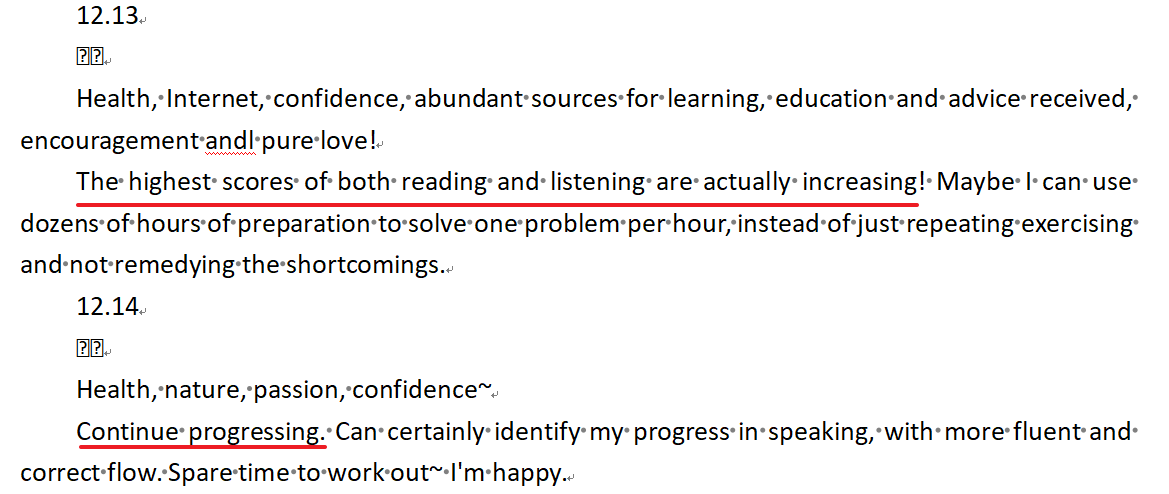 12.13
Health, Internet, confidence, abundant sources for learning, education and advice received,
encouragement andl pure love!
The highest scores of both reading and listening are actually increasing! Maybe I can use
dozens of hours of preparation to solve one problem per hour, instead of just repeating exercising
and not remedying the shortcomings.
12.14
Health, nature, passion, confidence~
Continue progressing. Can certainly identify my progress in speaking, with more fluent and
correct flow. Spare time to work out~ I'm happy.